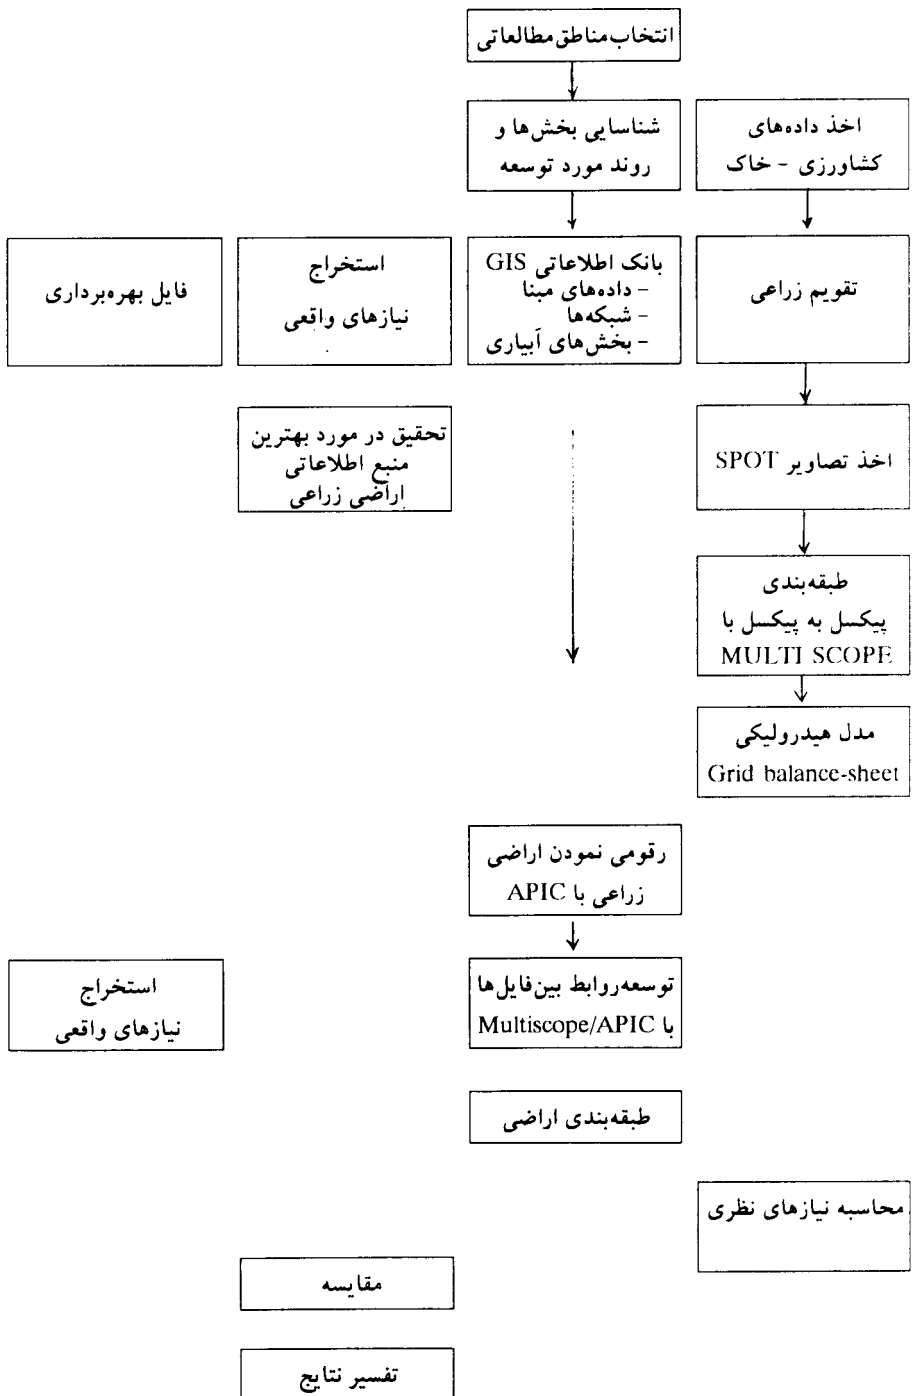 انتخاب مناطق مطالعاتی
اخذ داده‌های
کشاورزی - خاک
شناسایی بخش‌ها و
روند مورد توسعه
تقویم زراعی
بانک اطلاعاتی GIS
- داده‌های مبنا
- شبکه‌ها
- بخش‌های آبیاری
استخراج
نیازهای واقعی
فایل بهره‌برداری
اخذ تصاویر SPOT
تحقیق در مورد بهترین
منبع اطلاعاتی
اراضی زراعی
طبقه‌بندی
پیکسل به پیکسل با
MULTI SCOPE
مدل هیدرولیکی
Grid balance-sheet
رقومی نمودن اراضی
زراعی با APIC
توسعه روابط بین فایل‌ها
با Multiscope/APIC
استخراج
نیازهای واقعی
طبقه‌بندی اراضی
محاسبه نیازهای نظری
مقایسه
تفسیر نتایج